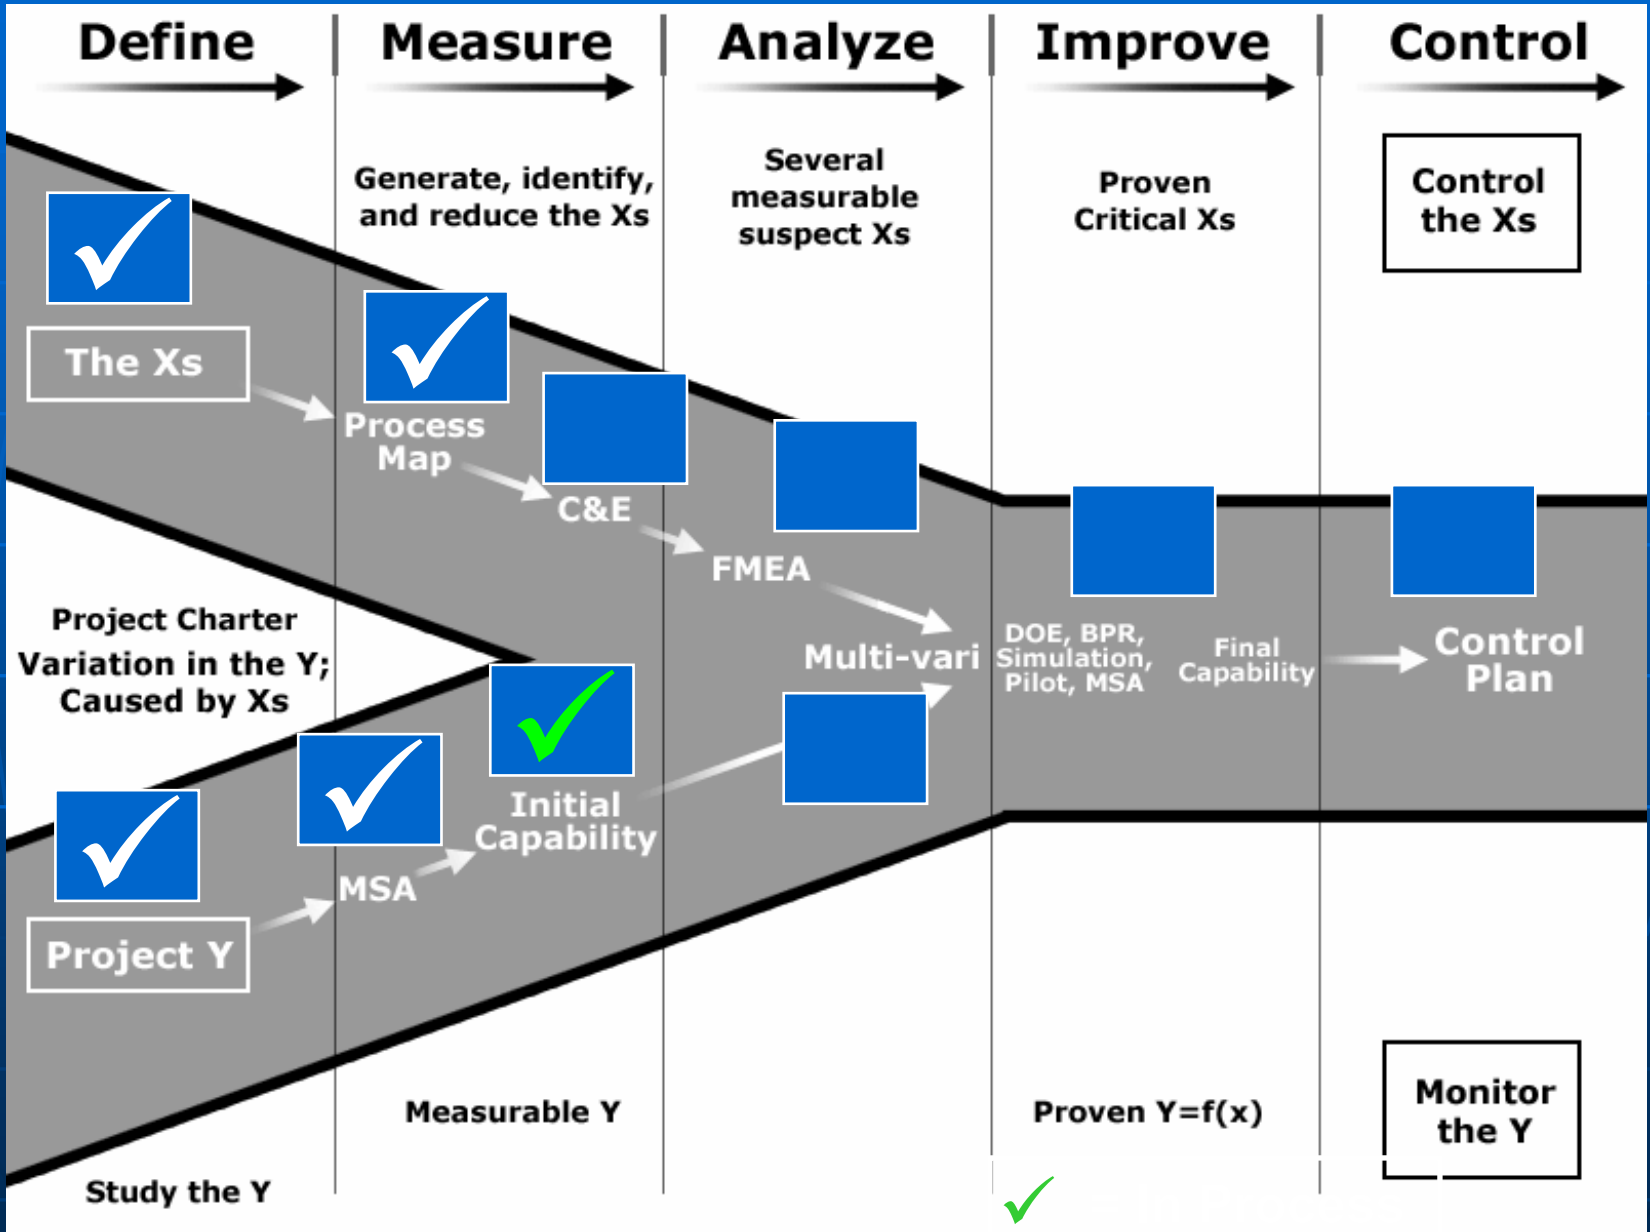 Define
Measure
Analyze
Improve
Control
Generate, identify,
and reduce the Xs
Several
measurable
suspect Xs
Proven
Critical Xs
Control
the Xs
The Xs
Process
Map
C&E
FMEA
Multi-vari
Project Charter
Variation in the Y;
Caused by Xs
DOE, BPR,
Simulation,
Pilot, MSA
Final
Capability
Control
Plan
Initial
Capability
MSA
Project Y
Measurable Y
Proven Y=f(x)
Monitor
the Y
Study the Y